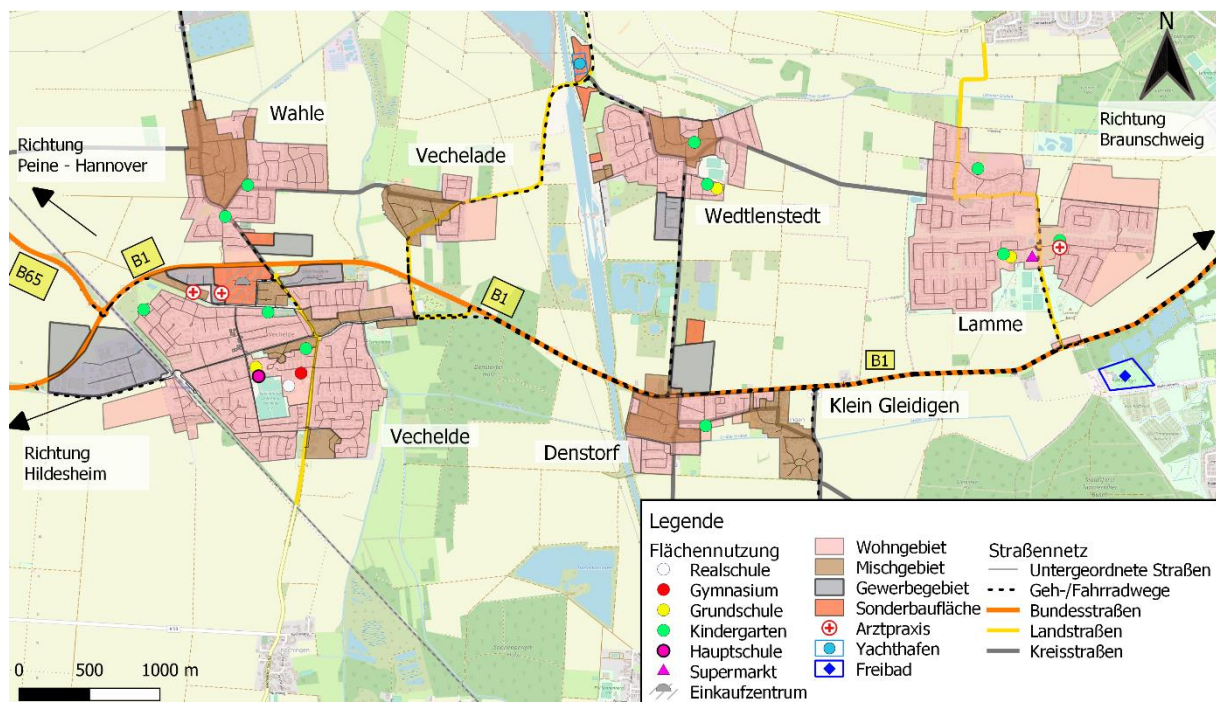 N
Wahle
Richtung
Peine - Hannover
Vechelade
Richtung
Braunschweig
Wedtlenstedt
B65
B1
B1
B1
Lamme
Klein Gleidigen
Vechelde
Denstorf
Richtung
Hildesheim
Vechelde
0 500 1000 m
Legende
Flächennutzung
Realschule
Gymnasium
Grundschule
Kindergarten
Hauptschule
Supermarkt
Einkaufzentrum
Wohngebiet
Mischgebiet
Gewerbegebiet
Sonderbaufläche
Arztpraxis
Yachthafen
Freibad
Straßennetz
Untergeordnete Straßen
Geh-/Fahrradwege
Bundesstraßen
Landstraßen
Kreisstraßen